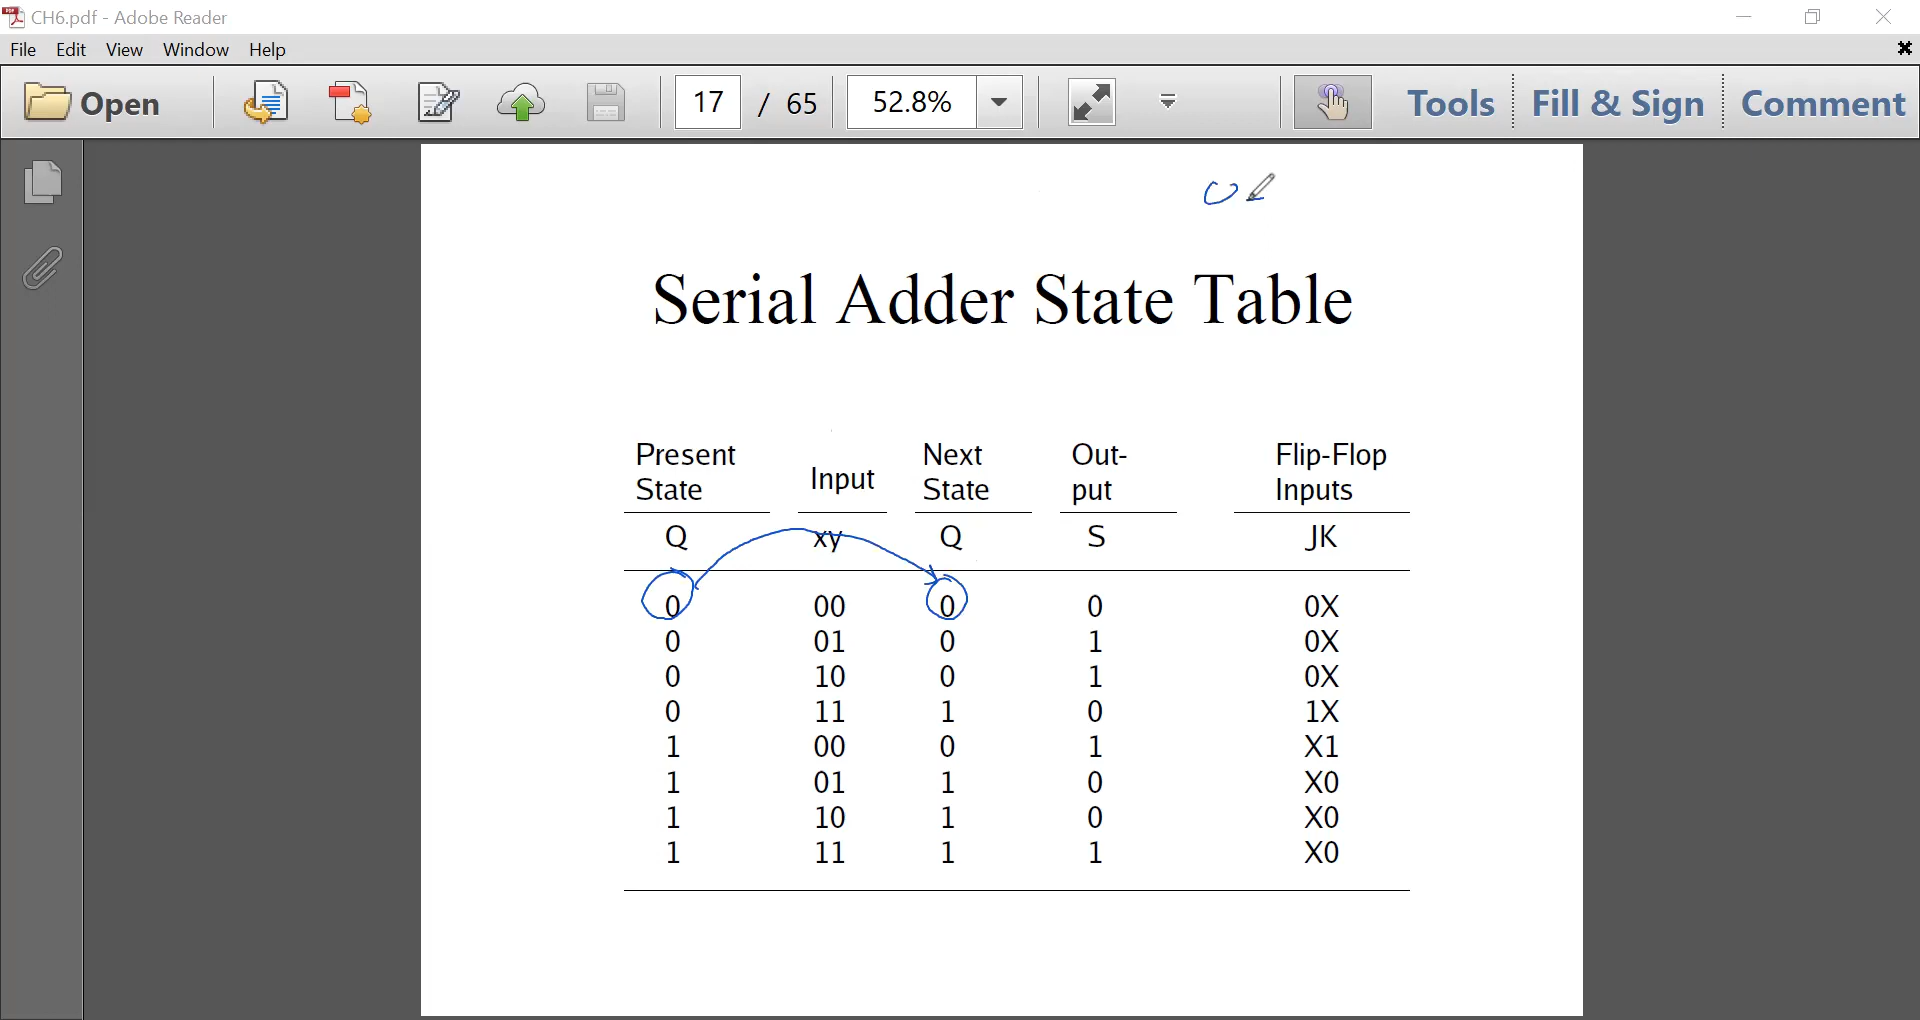 CH6.pdf - Adobe Reader
File Edit View Window Help
Open 17 / 65 52.8% Tools Fill & Sign Comment
Serial Adder State Table
Present State Input Next State Out-put Flip-Flop Inputs
Q xy Q S JK
0 00 0 0 0X
0 01 0 1 0X
0 10 0 1 0X
0 11 1 0 1X
1 00 0 1 X1
1 01 1 0 X0
1 10 1 0 X0
1 11 1 1 X0